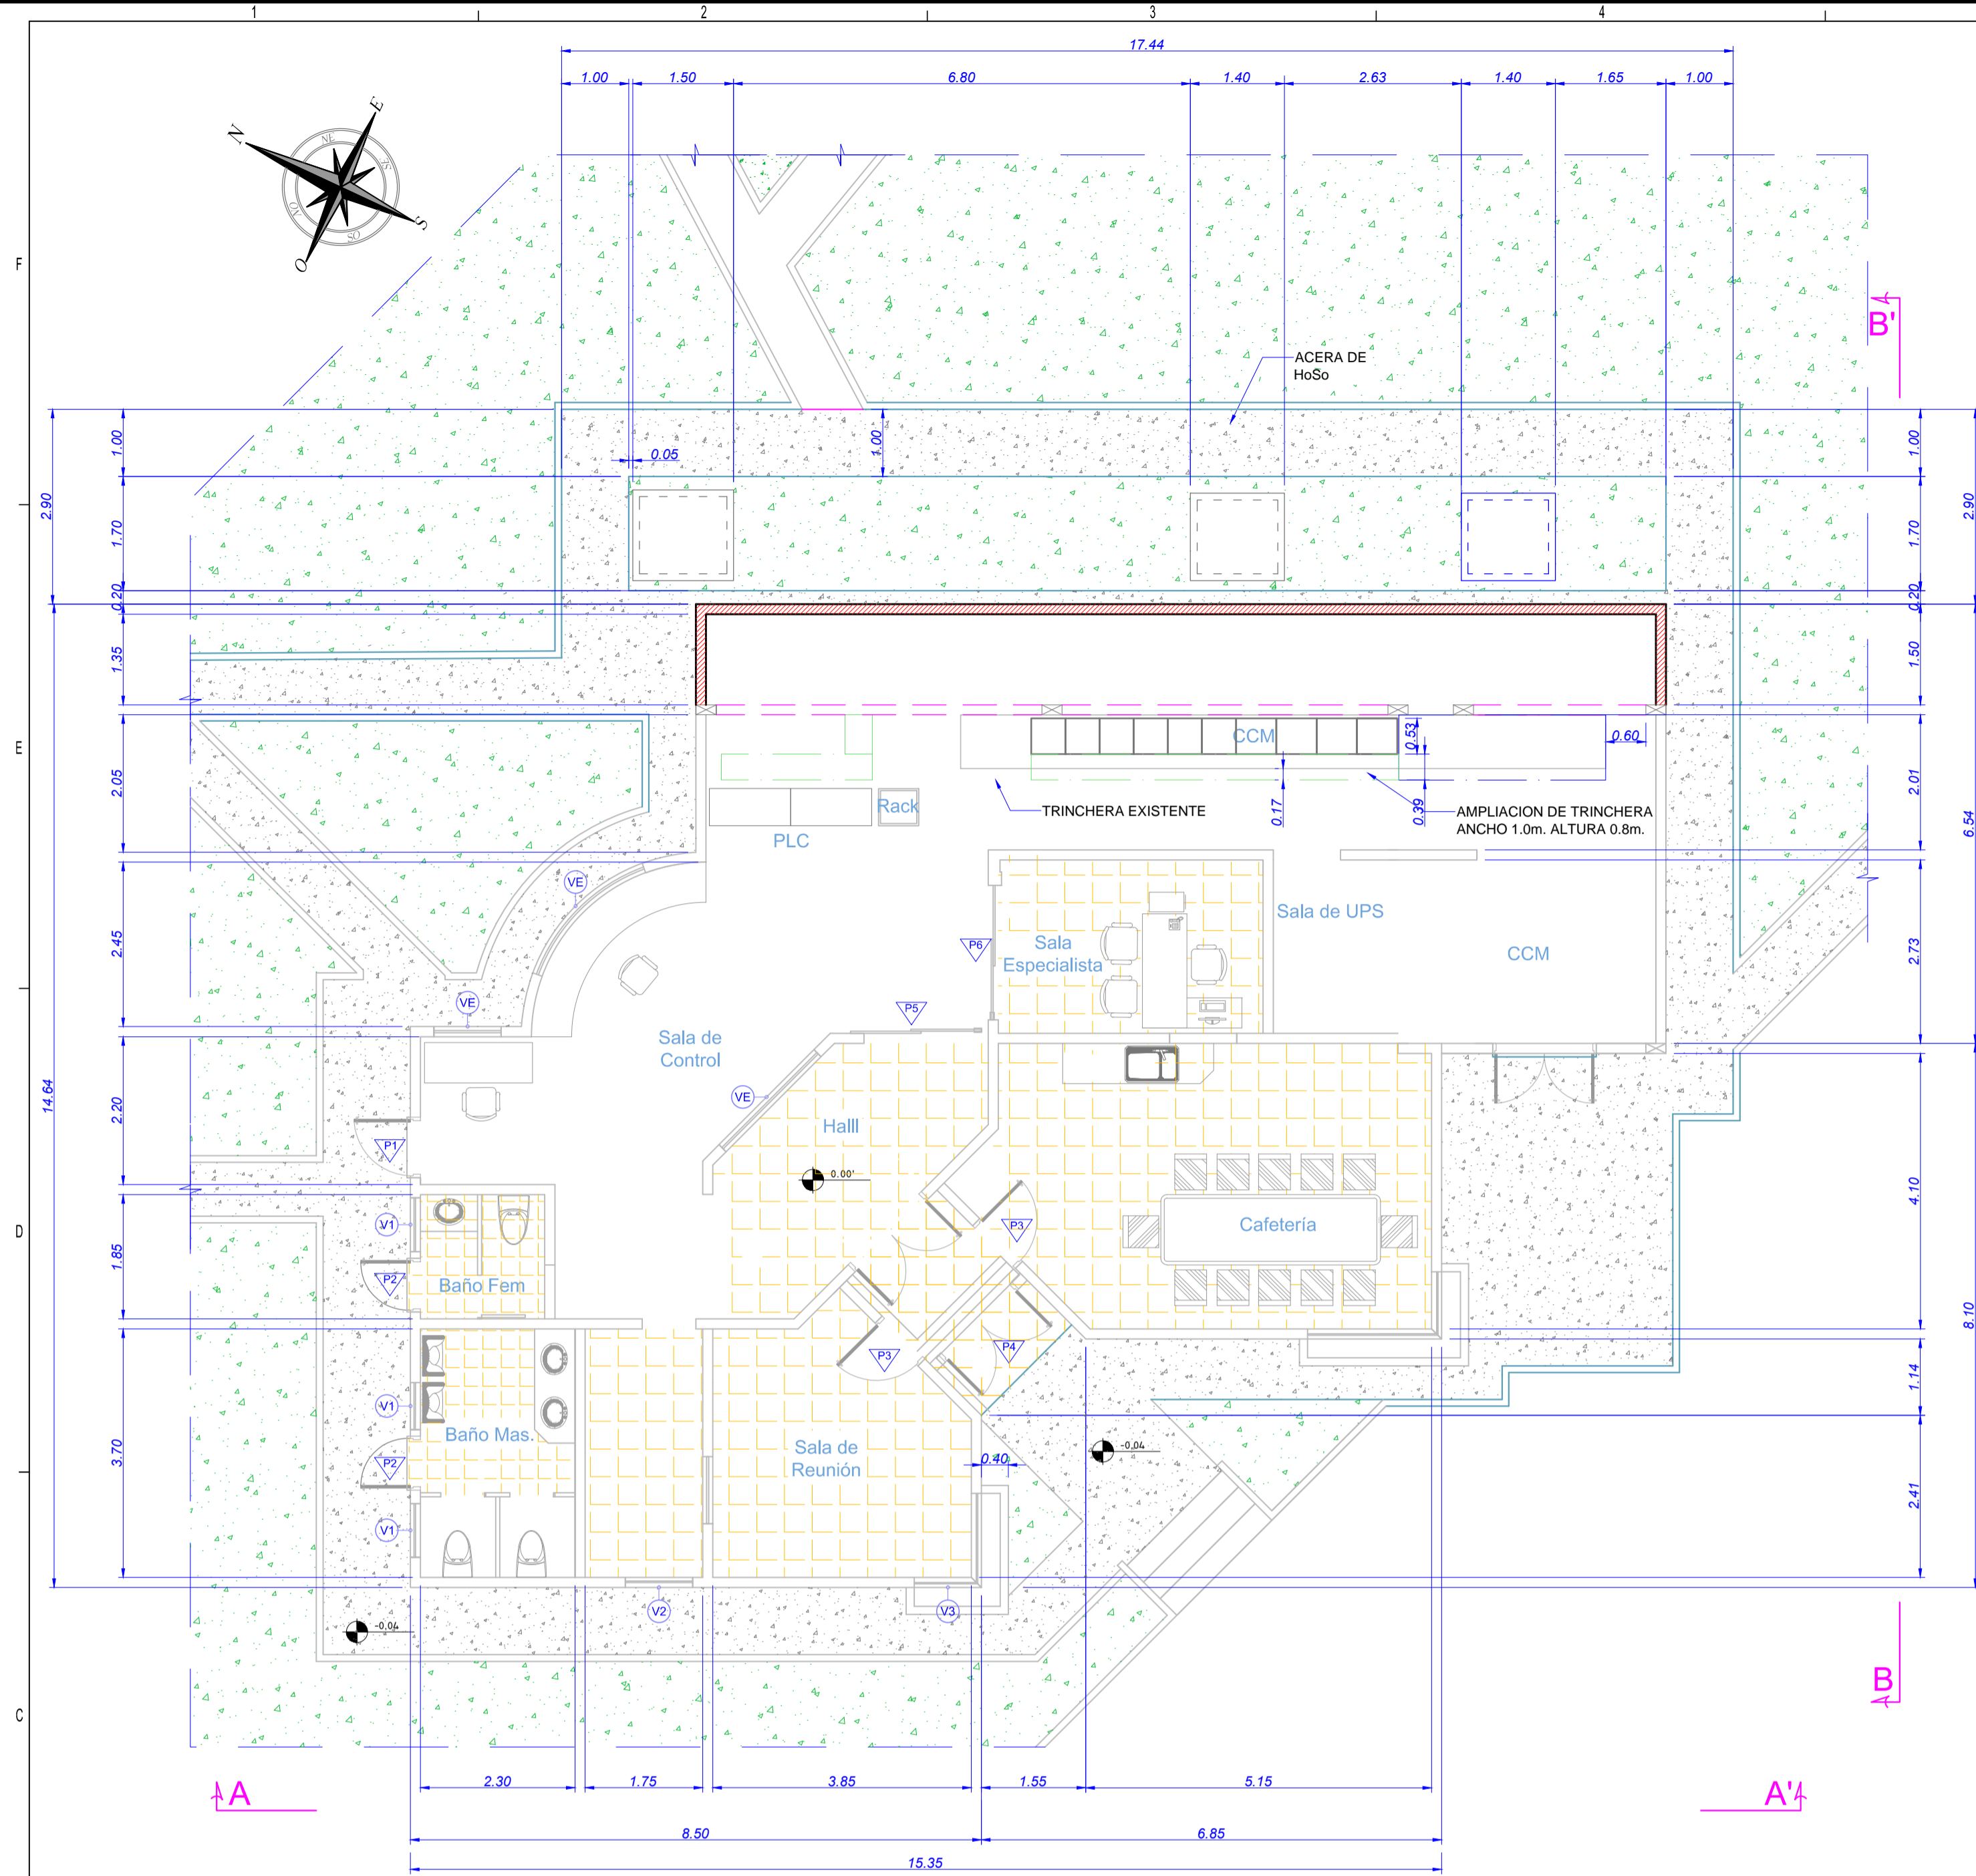 1
2
3
4
17.44
1.00
1.50
6.80
1.40
2.63
1.40
1.65
1.00
N
NE
E
SE
S
SO
O
NO
F
B'
ACERA DE
HoSo
2.90
1.00
1.70
0.20
0.05
1.00
1.00
1.70
0.20
2.90
1.35
1.50
E
CCM
0.53
0.60
Rack
TRINCHERA EXISTENTE
0.17
0.39
AMPLIACION DE TRINCHERA
ANCHO 1.0m. ALTURA 0.8m.
2.05
2.01
6.54
PLC
VE
Sala de UPS
P6
Sala
Especialista
CCM
2.45
2.73
VE
P5
Sala de
Control
VE
Halll
14.64
2.20
P1
0.00'
4.10
D
V1
P3
Cafetería
1.85
P2
Baño Fem
8.10
P3
P4
1.14
V1
Baño Mas.
3.70
P2
Sala de
Reunión
0.40
-0,04
2.41
V1
V2
V3
-0,04
C
B
A
2.30
1.75
3.85
1.55
5.15
A'
8.50
6.85
15.35